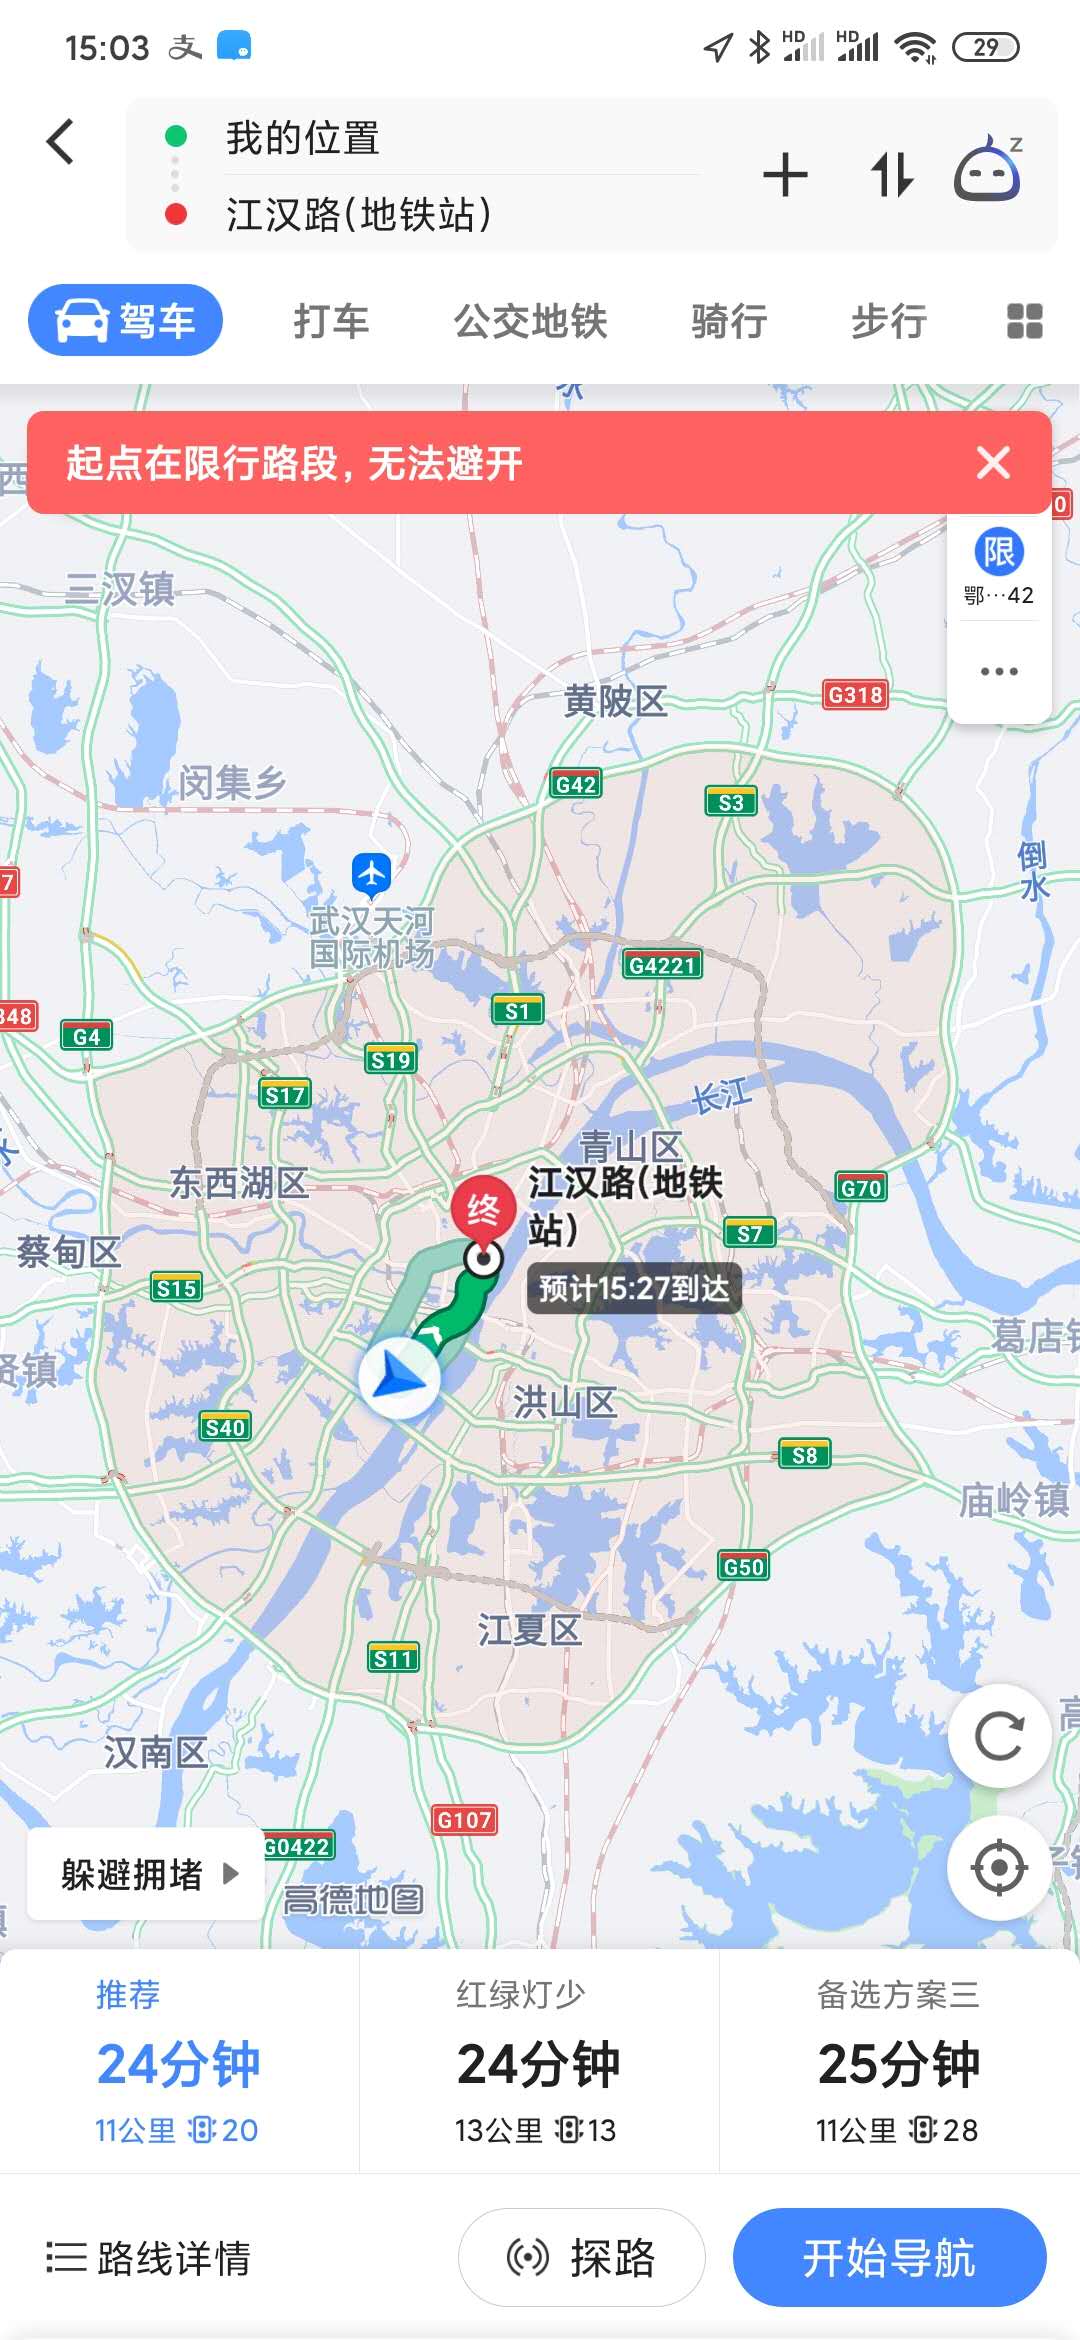 15:03
支
HD
HD
29
我的位置
江汉路(地铁站)
z
驾车
打车
公交地铁
骑行
步行
起点在限行路段，无法避开
限
鄂···42
三汊镇
黄陂区
G318
闵集乡
G42
S3
倒水
7
武汉天河
国际机场
G4221
348
G4
S1
S19
S17
长江
青山区
东西湖区
江汉路(地铁
站)
终
G70
蔡甸区
S7
S15
预计15:27到达
葛店镇
贤镇
洪山区
S40
S8
庙岭镇
G50
江夏区
S11
汉南区
G107
G0422
躲避拥堵
高德地图
推荐
红绿灯少
备选方案三
24分钟
24分钟
25分钟
11公里 20
13公里 13
11公里 28
路线详情
探路
开始导航